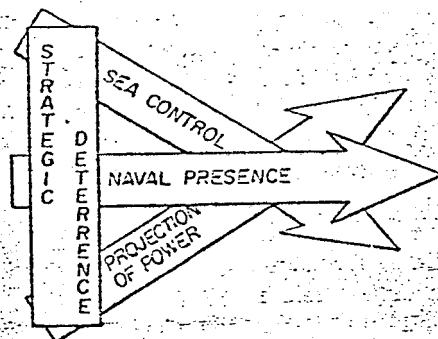 STRATEGIC
DETERRENCE
SEA CONTROL
NAVAL PRESENCE
PROJECTION
OF POWER